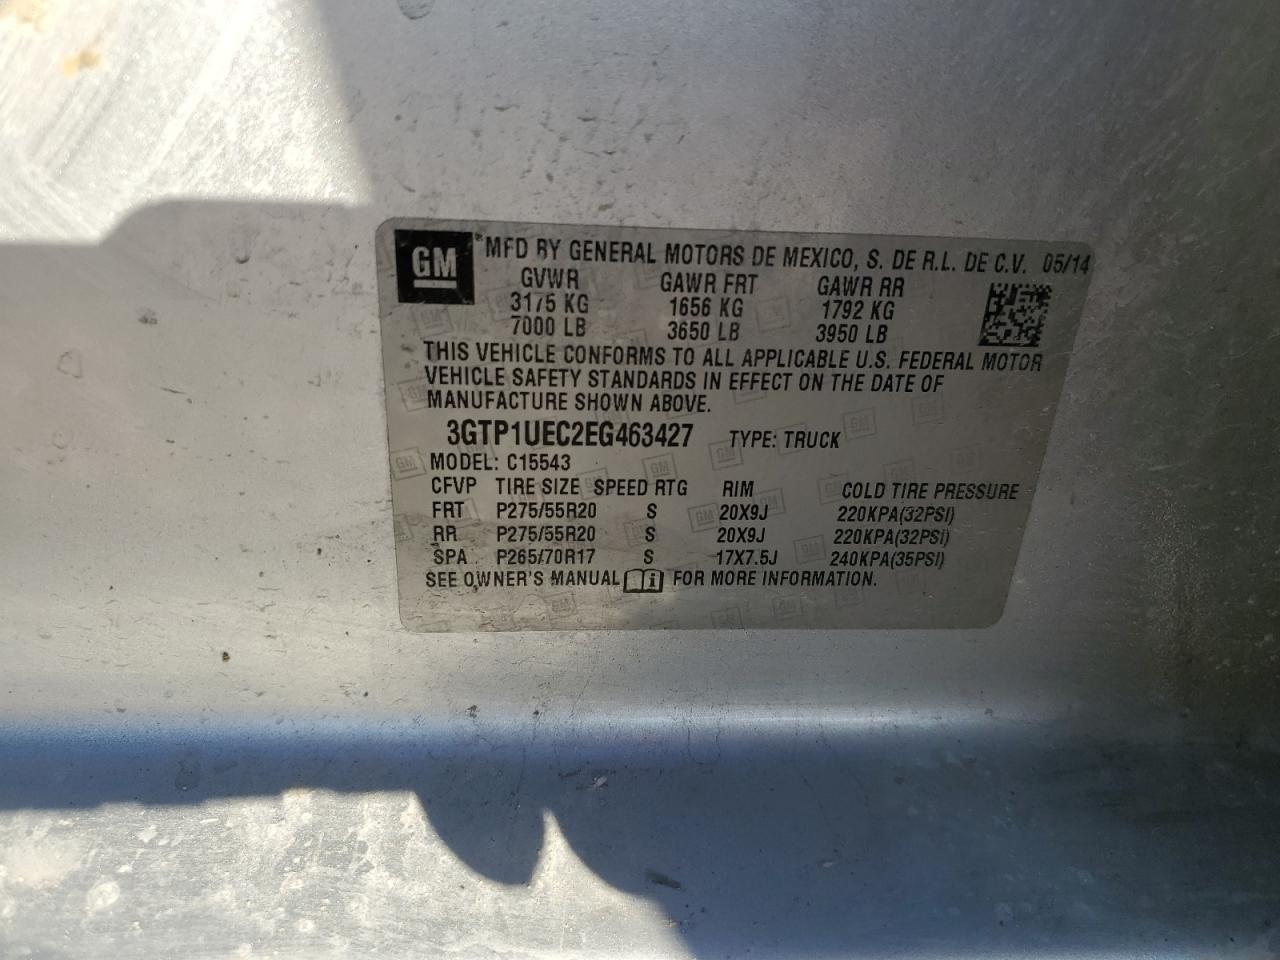 GM
MFD BY GENERAL MOTORS DE MEXICO, S. DE R.L. DE C.V. 05/14
GVWR GAWR FRT GAWR RR
3175 KG 1656 KG 1792 KG
7000 LB 3650 LB 3950 LB
THIS VEHICLE CONFORMS TO ALL APPLICABLE U.S. FEDERAL MOTOR
VEHICLE SAFETY STANDARDS IN EFFECT ON THE DATE OF
MANUFACTURE SHOWN ABOVE.
3GTP1UEC2EG463427 TYPE: TRUCK
MODEL: C15543
CFVP TIRE SIZE SPEED RTG RIM COLD TIRE PRESSURE
FRT P275/55R20 S 20X9J 220KPA(32PSI)
RR P275/55R20 S 20X9J 220KPA(32PSI)
SPA P265/70R17 S 17X7.5J 240KPA(35PSI)
SEE OWNER'S MANUAL i FOR MORE INFORMATION.